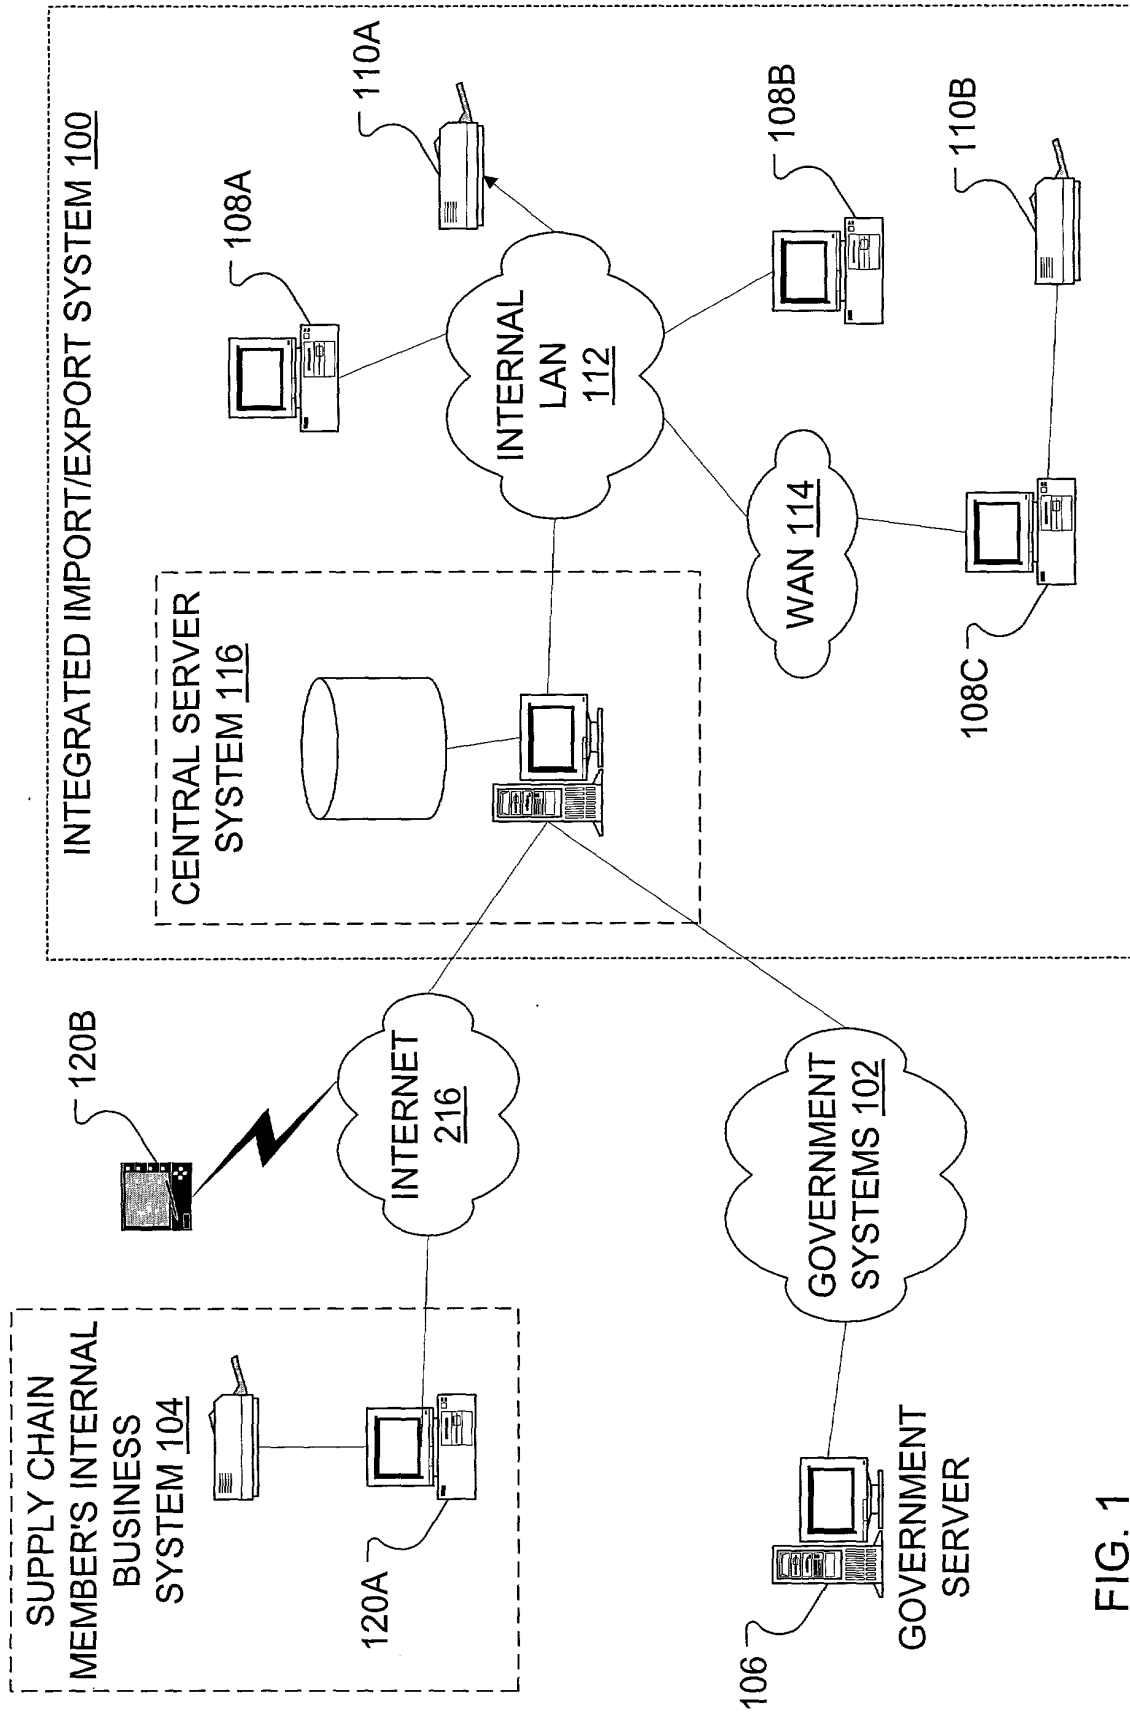 INTEGRATED IMPORT/EXPORT SYSTEM 100
SUPPLY CHAIN
MEMBER'S INTERNAL
BUSINESS
SYSTEM 104
120A
120B
INTERNET
216
CENTRAL SERVER
SYSTEM 116
108A
110A
INTERNAL
LAN
112
108B
WAN 114
108C
110B
GOVERNMENT
SYSTEMS 102
106
GOVERNMENT
SERVER
FIG. 1